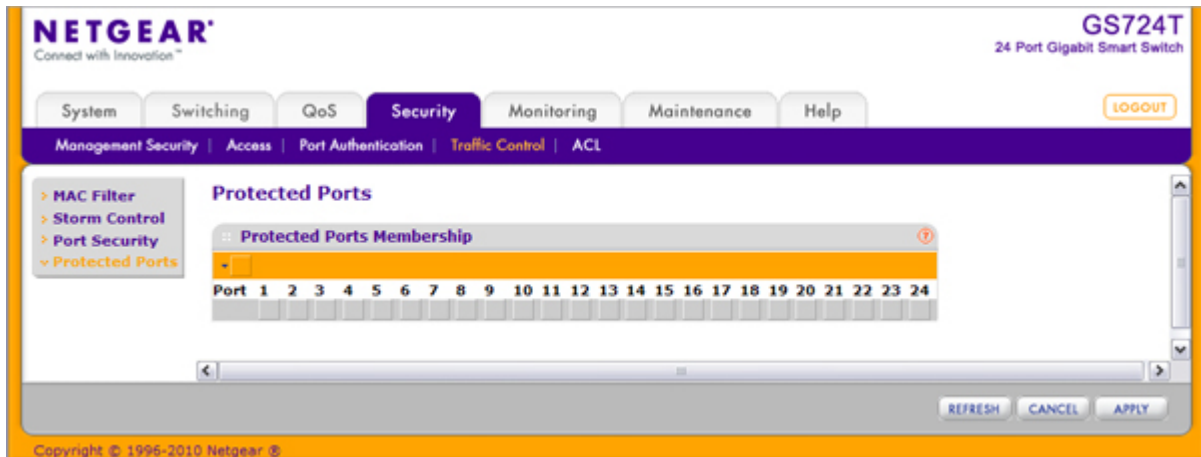 NETGEAR®
Connect with Innovation™
GS724T
24 Port Gigabit Smart Switch
System Switching QoS Security Monitoring Maintenance Help LOGOUT
Management Security | Access | Port Authentication | Traffic Control | ACL
MAC Filter
Storm Control
Port Security
Protected Ports
Protected Ports
Protected Ports Membership ?
Port 1 2 3 4 5 6 7 8 9 10 11 12 13 14 15 16 17 18 19 20 21 22 23 24
REFRESH CANCEL APPLY
Copyright © 1996-2010 Netgear ®